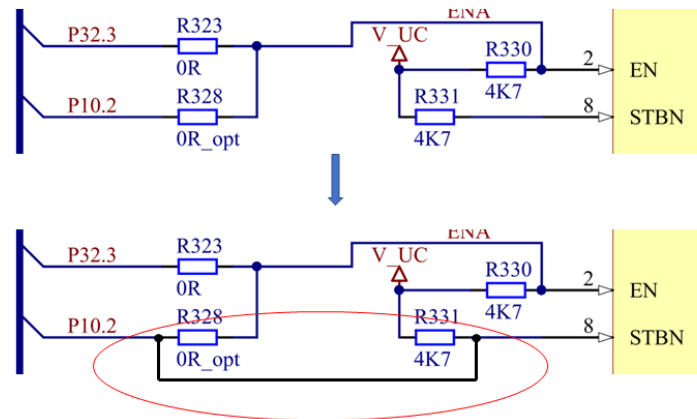 ENA
P32.3 R323 V_UC R330 2 EN
0R 4K7
P10.2 R328 R331 8 STBN
0R_opt 4K7
ENA
P32.3 R323 V_UC R330 2 EN
0R 4K7
P10.2 R328 R331 8 STBN
0R_opt 4K7